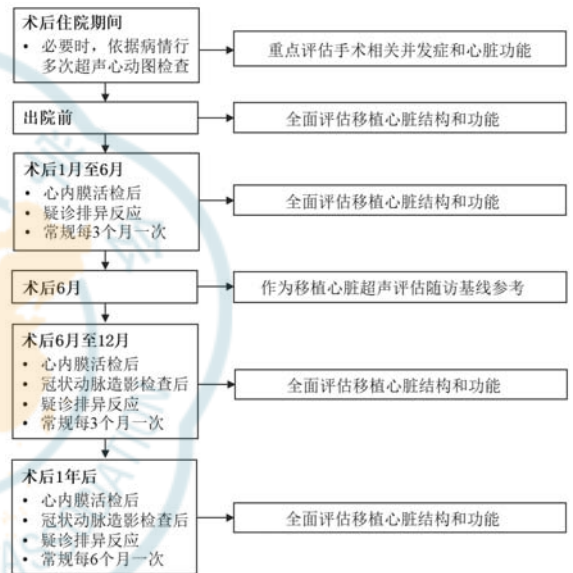 术后住院期间
• 必要时，依据病情行
多次超声心动图检查
重点评估手术相关并发症和心脏功能
出院前
全面评估移植心脏结构和功能
术后1月至6月
• 心内膜活检后
• 疑诊排异反应
• 常规每3个月一次
全面评估移植心脏结构和功能
术后6月
作为移植心脏超声评估随访基线参考
术后6月至12月
• 心内膜活检后
• 冠状动脉造影检查后
• 疑诊排异反应
• 常规每3个月一次
全面评估移植心脏结构和功能
术后1年后
• 心内膜活检后
• 冠状动脉造影检查后
• 疑诊排异反应
• 常规每6个月一次
全面评估移植心脏结构和功能